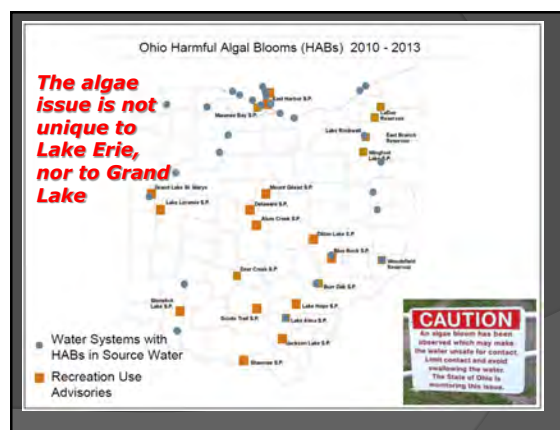 Ohio Harmful Algal Blooms (HABs) 2010 - 2013
The algae
issue is not
unique to
Lake Erie,
nor to Grand
Lake
East Harbor S.P.
Maumee Bay S.P.
LaDue
Reservoir
Lake Rockwell
East Branch
Reservoir
Wingfoot
Lake S.P.
Grand Lake St. Marys
Lake Loramie S.P.
Mount Gilead S.P.
Delaware S.P.
Alum Creek S.P.
Dillon Lake S.P.
Blue Rock S.P.
Woodsfield
Reservoir
Deer Creek S.P.
Burr Oak S.P.
Stonelick
Lake S.P.
Scioto Trail S.P.
Lake Hope S.P.
Lake Alma S.P.
Jackson Lake S.P.
Shawnee S.P.
Water Systems with
HABs in Source Water
Recreation Use
Advisories
CAUTION
An algae bloom has been
observed which may make
the water unsafe for contact.
Limit contact and avoid
swallowing the water.
The State of Ohio is
monitoring this issue.